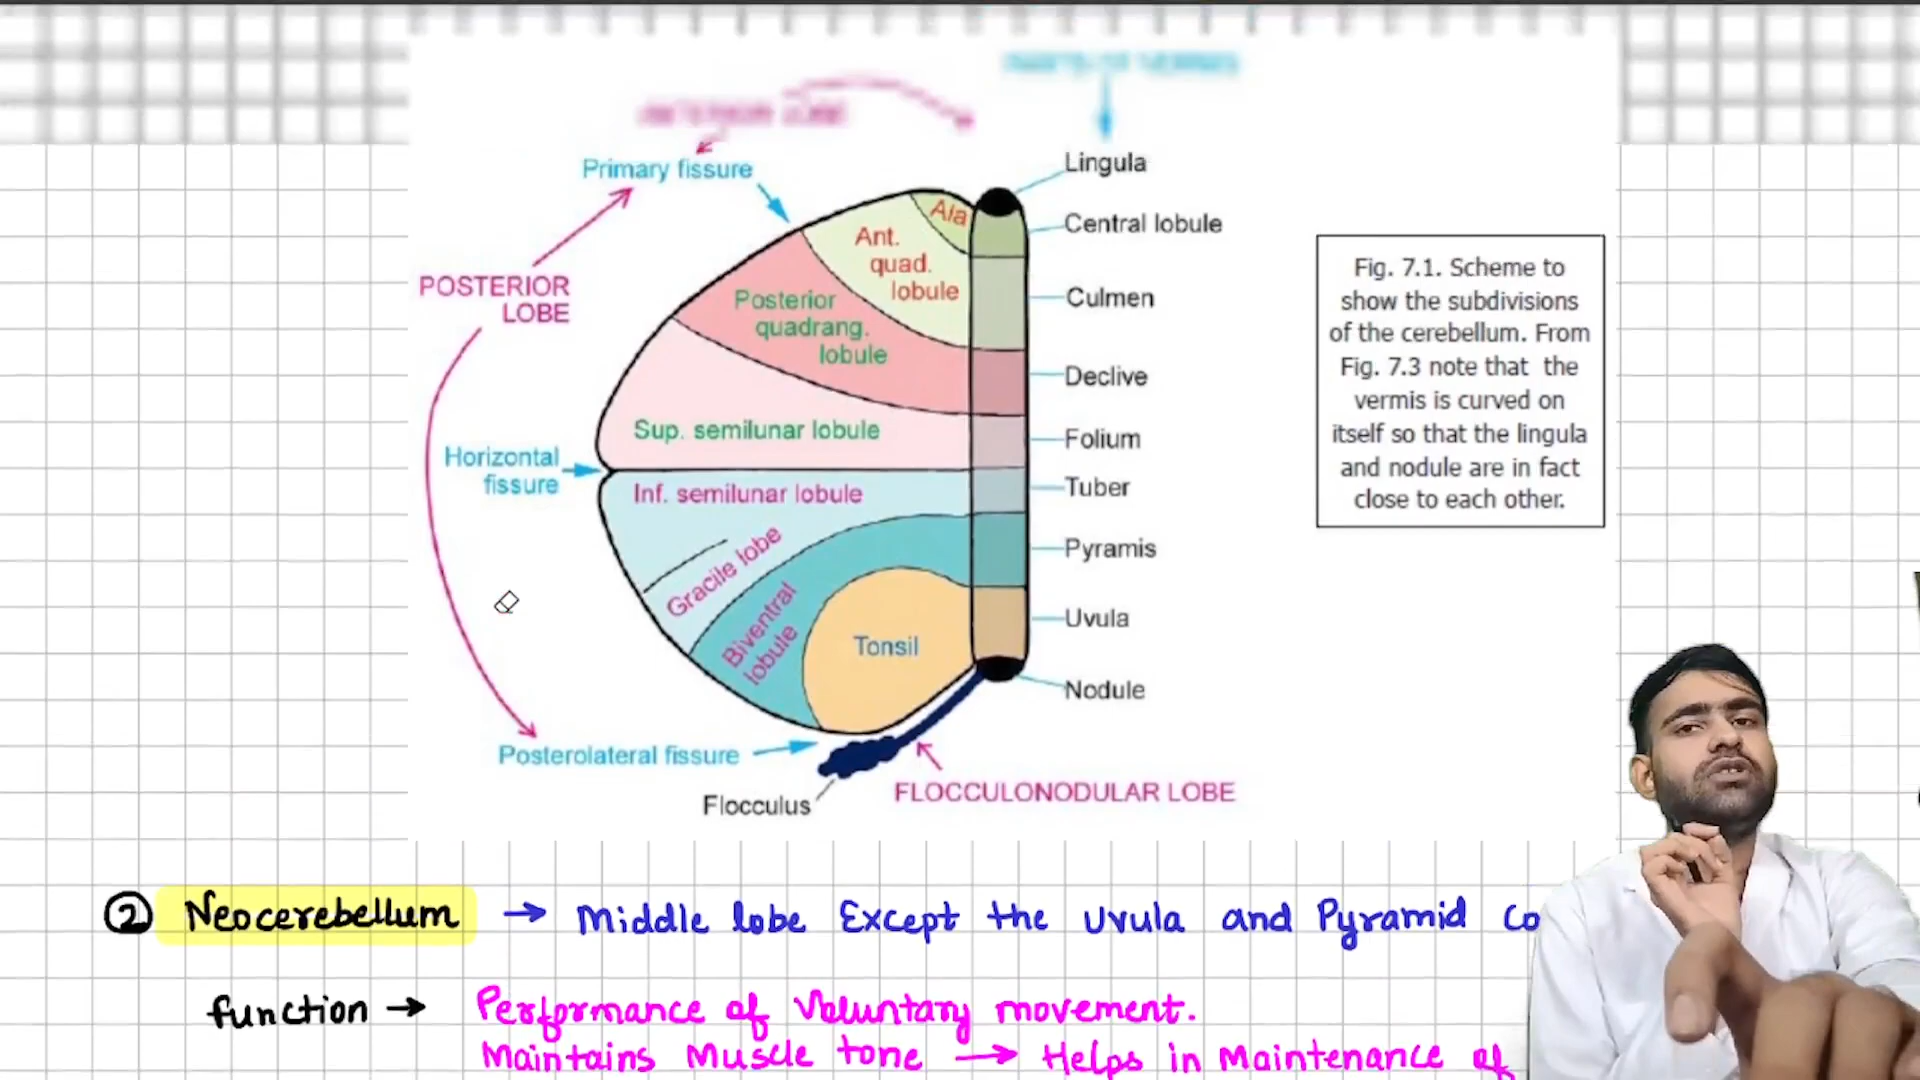 Primary fissure
POSTERIOR
LOBE
Horizontal
fissure
Posterolateral fissure
Flocculus
FLOCCULONODULAR LOBE
Ala
Ant.
quad.
lobule
Posterior
quadrang.
lobule
Sup. semilunar lobule
Inf. semilunar lobule
Gracile lobe
Biventral
lobule
Tonsil
Lingula
Central lobule
Culmen
Declive
Folium
Tuber
Pyramis
Uvula
Nodule
Fig. 7.1. Scheme to
show the subdivisions
of the cerebellum. From
Fig. 7.3 note that the
vermis is curved on
itself so that the lingula
and nodule are in fact
close to each other.
② Neocerebellum → Middle lobe Except the Uvula and Pyramid
function → Performance of Voluntary movement.
Maintains Muscle tone → Helps in Maintenance of